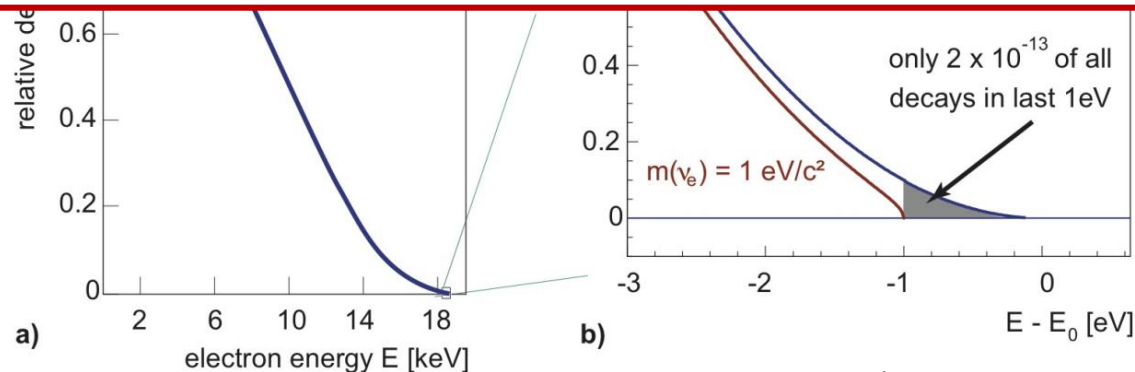 relative de
0.6
0.4
0.2
0
2 6 10 14 18
a)
electron energy E [keV]
0.4
0.2
0
only 2 x 10⁻¹³ of all
decays in last 1eV
m(νₑ) = 1 eV/c²
-3 -2 -1 0
b)
E - E₀ [eV]